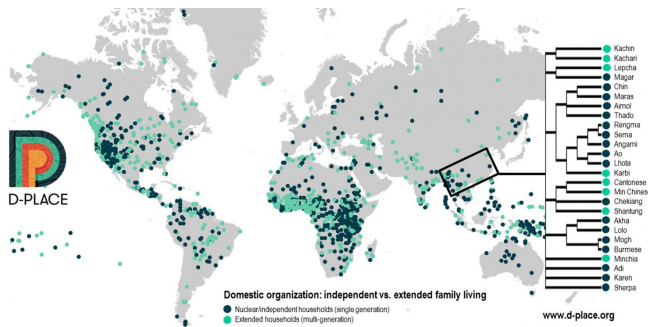 D-PLACE
Domestic organization: independent vs. extended family living
Nuclear/independent households (single generation)
Extended households (multi-generation)
Kachin
Kachari
Lepcha
Magar
Chin
Maras
Aimol
Thado
Rengma
Sema
Angami
Ao
Lhota
Karbi
Cantonese
Min Chinese
Chekiang
Shantung
Akha
Lolo
Mogh
Burmese
Minchia
Adi
Karen
Sherpa
www.d-place.org